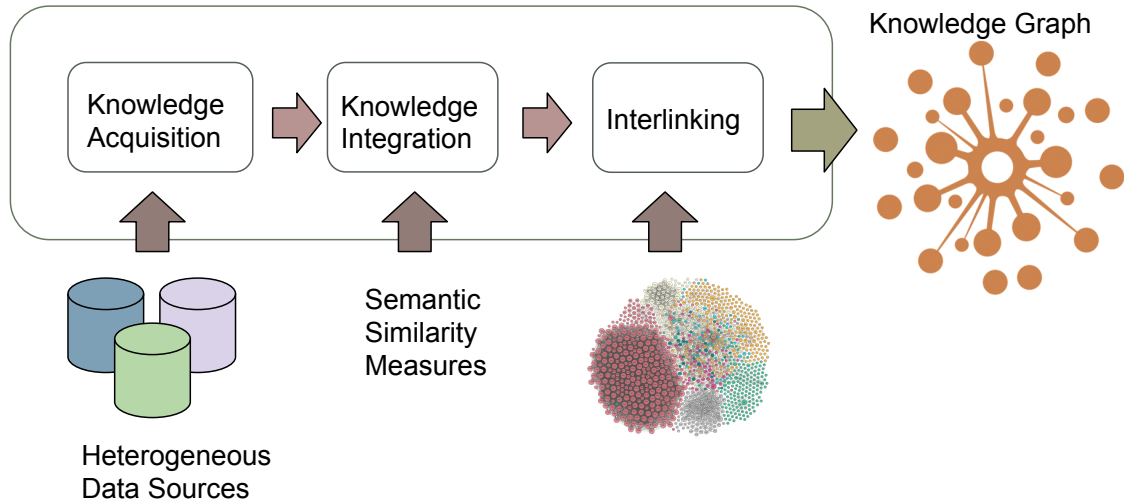 Knowledge Graph
Knowledge
Acquisition
Knowledge
Integration
Interlinking
Semantic
Similarity
Measures
Heterogeneous
Data Sources